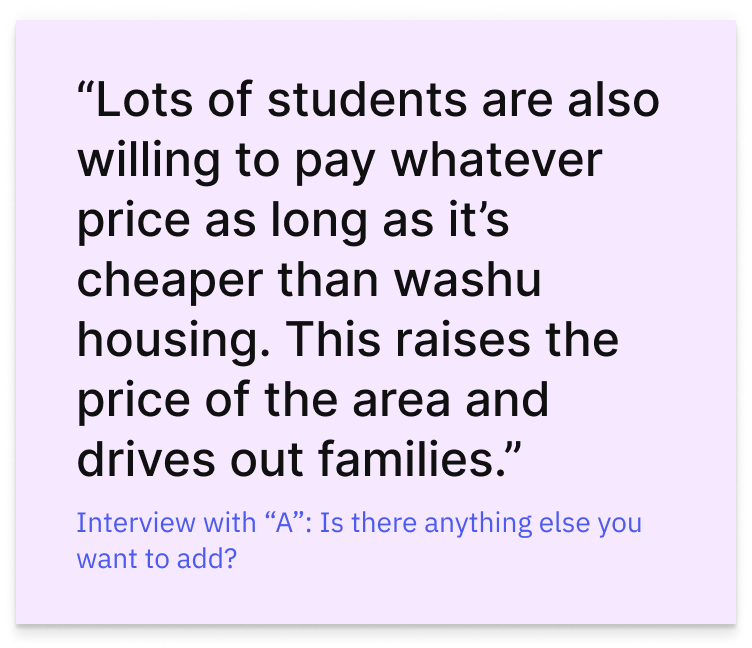 “Lots of students are also
willing to pay whatever
price as long as it’s
cheaper than washu
housing. This raises the
price of the area and
drives out families.”
Interview with “A”: Is there anything else you
want to add?